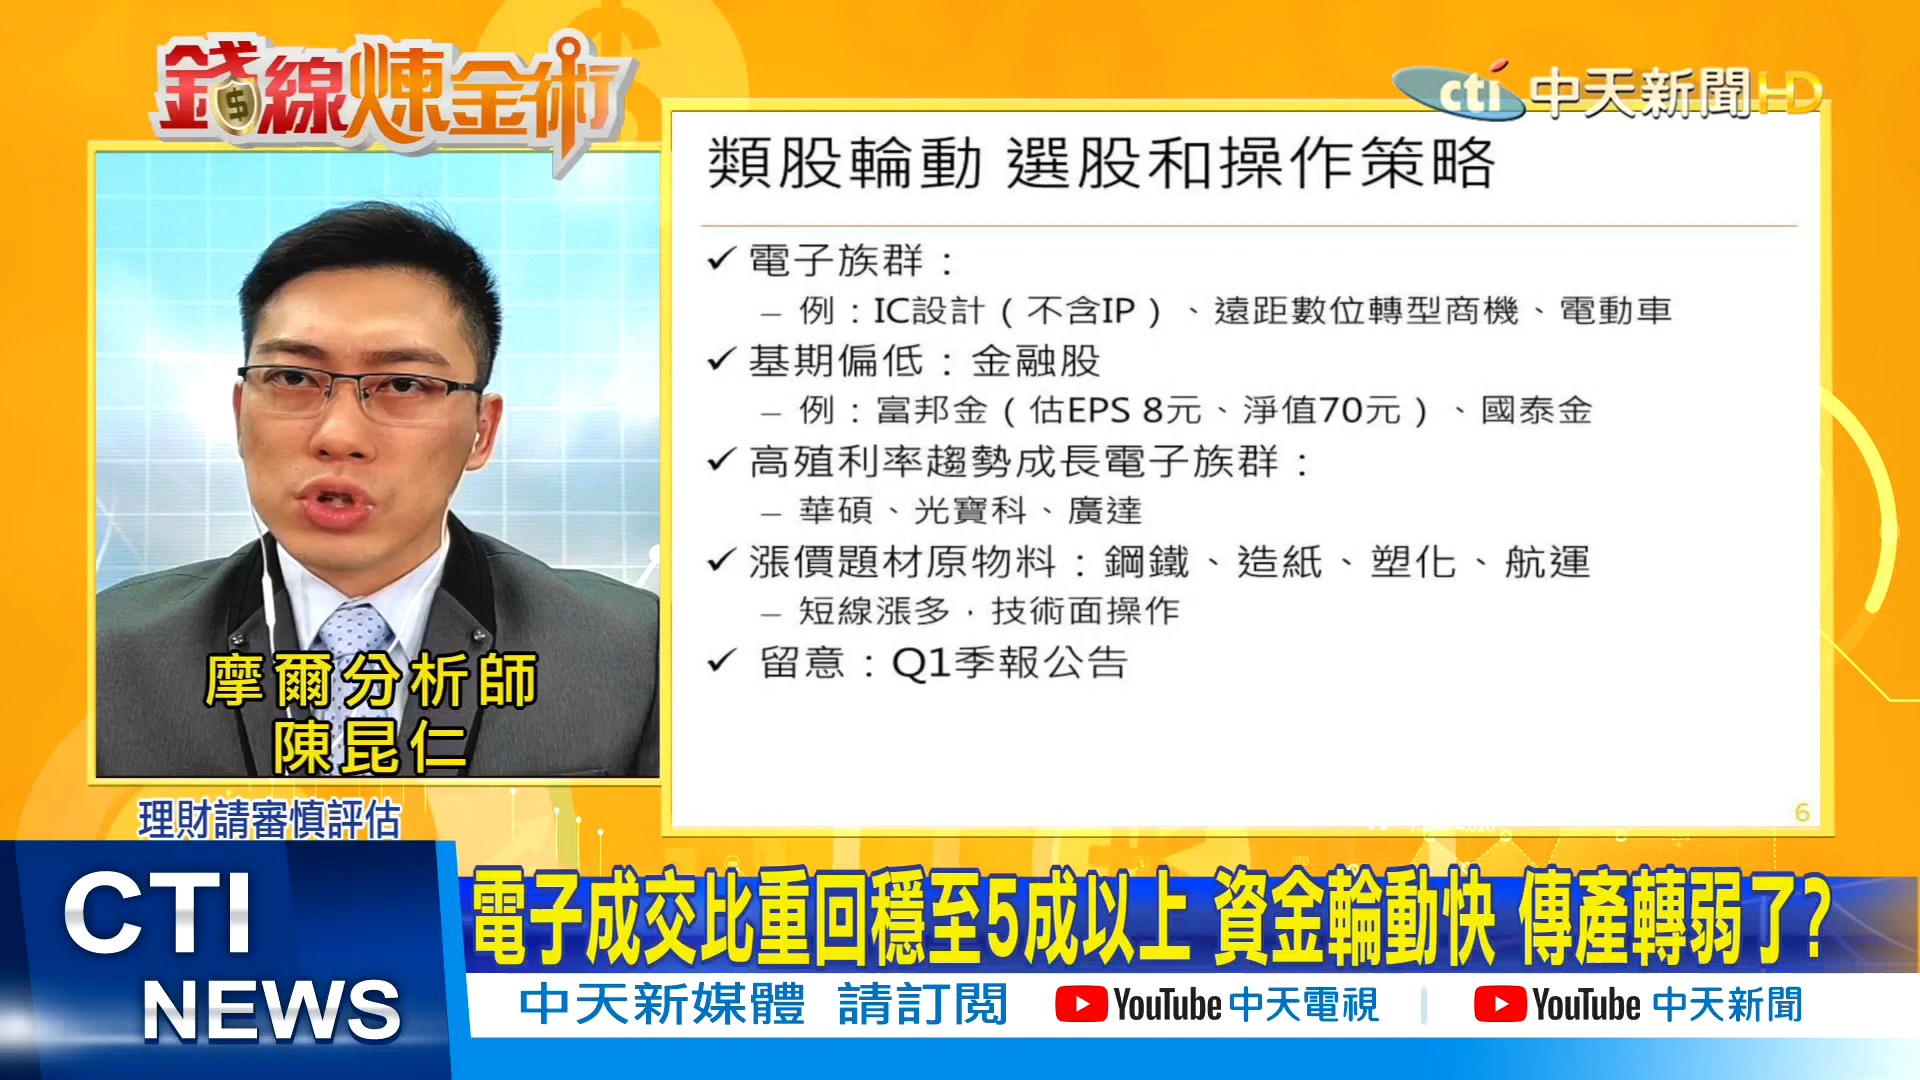 錢線煉金術
cti 中天新聞HD
類股輪動 選股和操作策略
✓ 電子族群：
– 例：IC設計（不含IP）、遠距數位轉型商機、電動車
✓ 基期偏低：金融股
– 例：富邦金（估EPS 8元、淨值70元）、國泰金
✓ 高殖利率趨勢成長電子族群：
– 華碩、光寶科、廣達
✓ 漲價題材原物料：鋼鐵、造紙、塑化、航運
– 短線漲多，技術面操作
✓ 留意：Q1季報公告
6
摩爾分析師
陳昆仁
理財請審慎評估
CTI
NEWS
電子成交比重回穩至5成以上 資金輪動快 傳產轉弱了?
中天新媒體 請訂閱 YouTube 中天電視 | YouTube 中天新聞